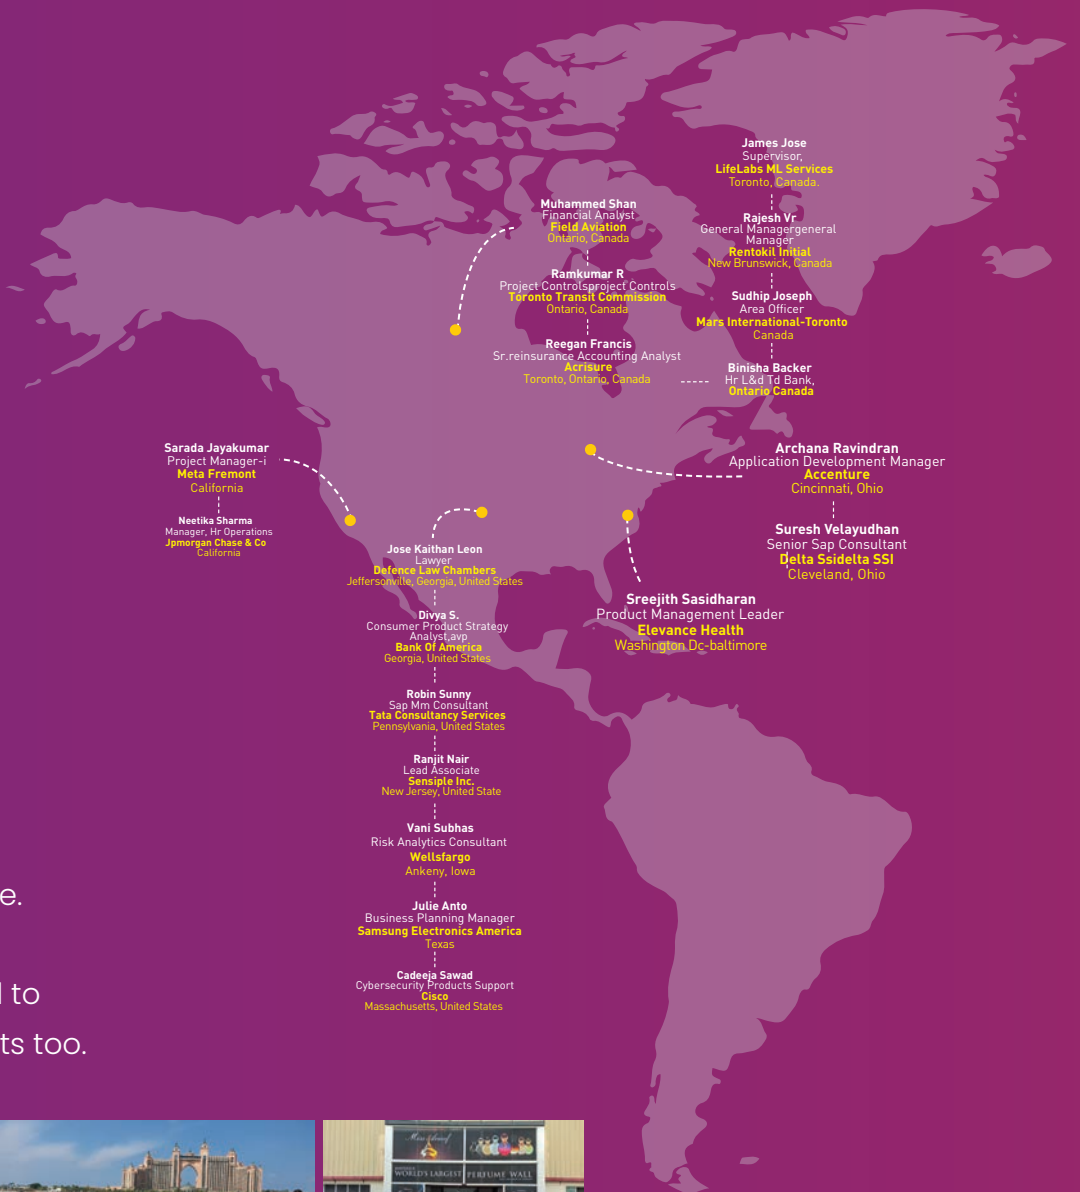 James Jose
Supervisor,
LifeLabs ML Services
Toronto, Canada.
Muhammed Shan
Financial Analyst
Field Aviation
Ontario, Canada
Rajesh Vr
General Managergeneral
Manager
Rentokil Initial
New Brunswick, Canada
Ramkumar R
Project Controlsproject Controls
Toronto Transit Commission
Ontario, Canada
Sudhip Joseph
Area Officer
Mars International-Toronto
Canada
Reegan Francis
Sr.reinsurance Accounting Analyst
Acrisure
Toronto, Ontario, Canada
Binisha Backer
Hr L&d Td Bank,
Ontario Canada
Sarada Jayakumar
Project Manager-i
Meta Fremont
California
Neetika Sharma
Manager, Hr Operations
Jpmorgan Chase & Co
California
Archana Ravindran
Application Development Manager
Accenture
Cincinnati, Ohio
Suresh Velayudhan
Senior Sap Consultant
Delta Ssidelta SSI
Cleveland, Ohio
Jose Kaithan Leon
Lawyer
Defence Law Chambers
Jeffersonville, Georgia, United States
Sreejith Sasidharan
Product Management Leader
Elevance Health
Washington Dc-baltimore
Divya S.
Consumer Product Strategy
Analyst,avp
Bank Of America
Georgia, United States
Robin Sunny
Sap Mm Consultant
Tata Consultancy Services
Pennsylvania, United States
Ranjit Nair
Lead Associate
Sensiple Inc.
New Jersey, United State
Vani Subhas
Risk Analytics Consultant
Wellsfargo
Ankeny, Iowa
Julie Anto
Business Planning Manager
Samsung Electronics America
Texas
Cadeeja Sawad
Cybersecurity Products Support
Cisco
Massachusetts, United States
e.
to
ts too.
WORLD'S LARGEST PERFUME WALL